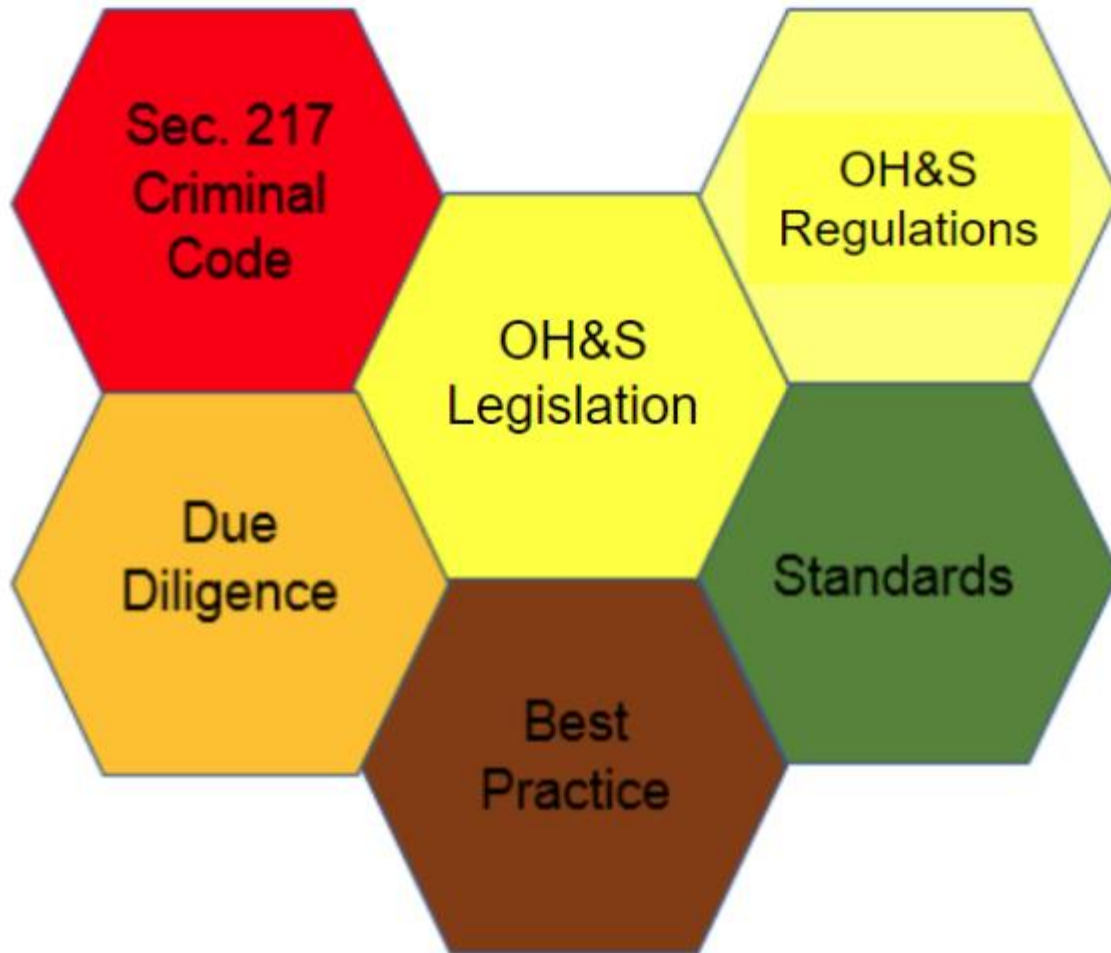 Sec. 217
Criminal
Code
OH&S
Regulations
OH&S
Legislation
Due
Diligence
Standards
Best
Practice